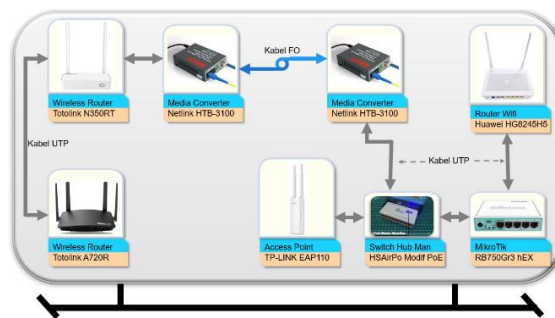 Kabel FO
Wireless Router
Totolink N350RT
Media Converter
Netlink HTB-3100
Media Converter
Netlink HTB-3100
Router Wifi
Huawei HG8245H5
Kabel UTP
Kabel UTP
Wireless Router
Totolink A720R
Access Point
TP-LINK EAP110
Switch Hub Man
HSAirPo Modif PoE
MikroTik
RB750Gr3 hEX